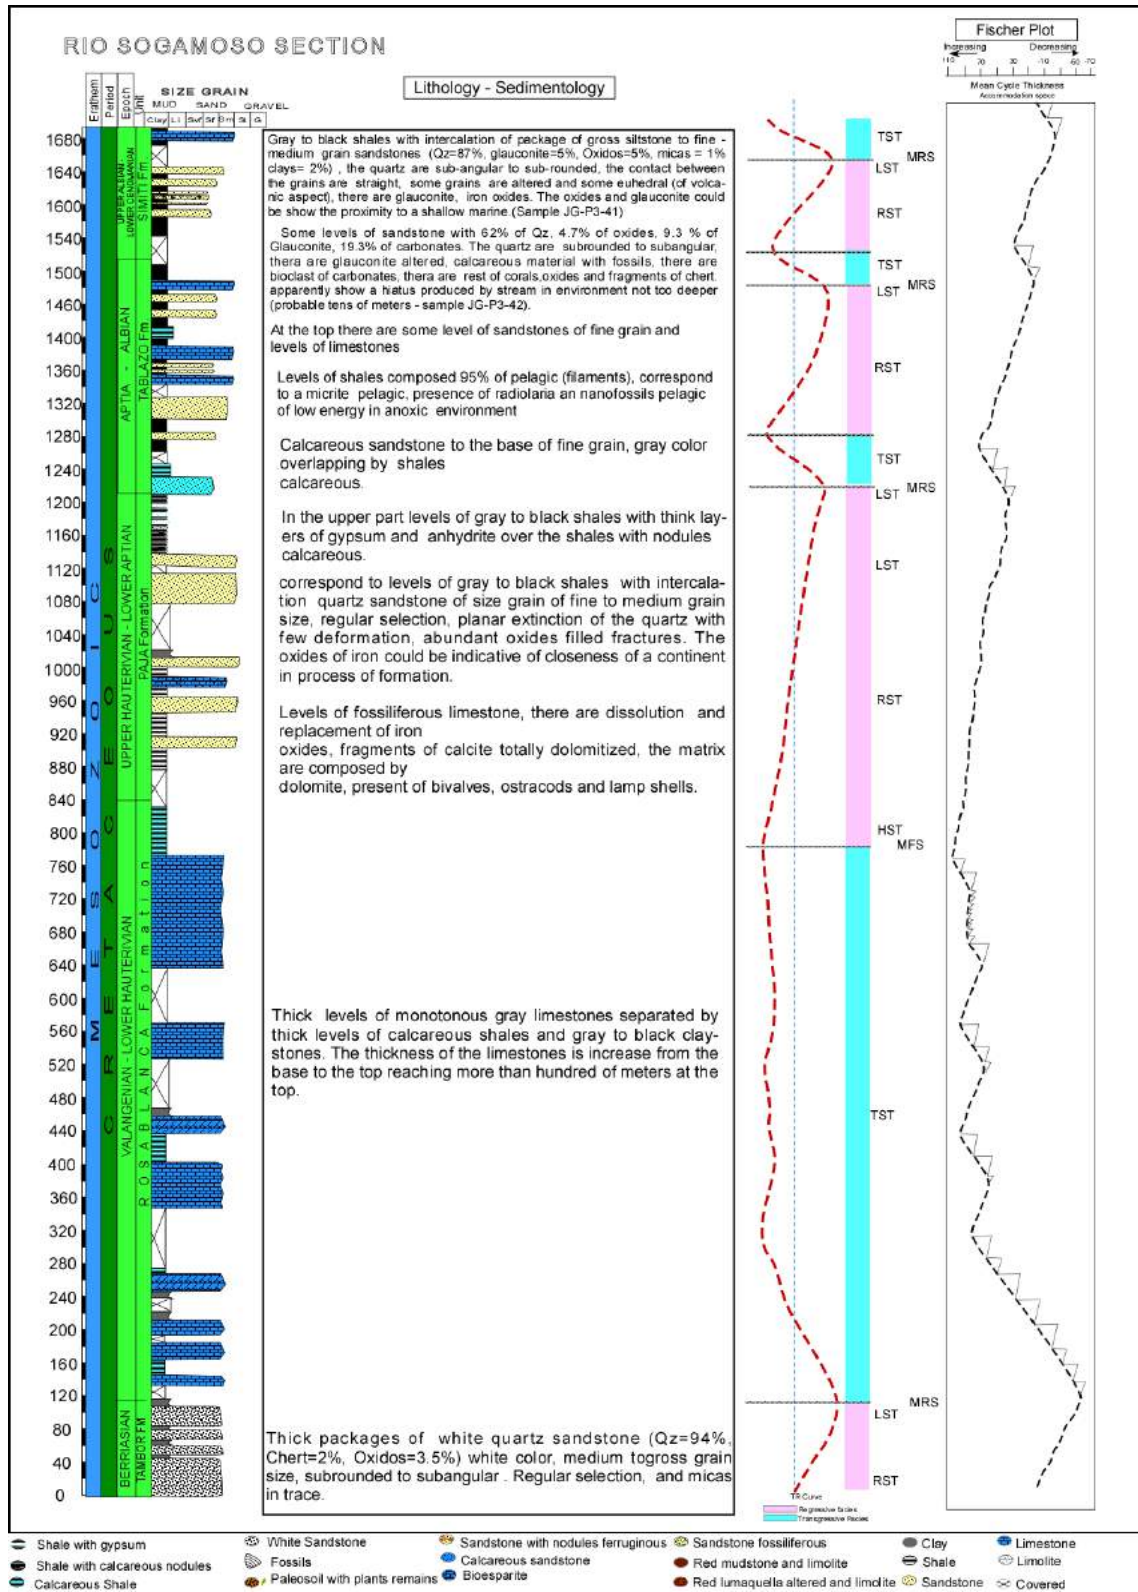 RIO SOGAMOSO SECTION
Fischer Plot
Increasing
Decreasing
110 20 30 -10 -60 -70
Mean Cycle Thickness
Accommodation space
Lithology - Sedimentology
Erathem
Period
Epoch
Unit
SIZE GRAIN
MUD SAND GRAVEL
Clay Li Svf Sf Sm St G
1680
1640
1600
1540
1500
1460
1400
1360
1320
1280
1240
1200
1160
1120
1080
1040
1000
960
920
880
840
800
760
720
680
640
600
560
520
480
440
400
360
320
280
240
200
160
120
80
40
0
MESOZOIC
CRETACEOUS
UPPER ALBIAN - LOWER CENOMANIAN
SIMITI Fm.
APTIA - ALBIAN
TABLAZO Fm.
UPPER HAUTERIVIAN - LOWER APTIAN
PAJA Formation
VALANGENIAN - LOWER HAUTERIVIAN
ROSABLANCA Formation
BERRIASIAN
TAMBOR FM
Gray to black shales with intercalation of package of gross siltstone to fine -
medium grain sandstones (Qz=87%, glauconite=5%, Oxidos=5%, micas = 1%
clays= 2%) , the quartz are sub-angular to sub-rounded, the contact between
the grains are straight, some grains are altered and some euhedral (of volca-
nic aspect), there are glauconite, iron oxides. The oxides and glauconite could
be show the proximity to a shallow marine.(Sample JG-P3-41)
Some levels of sandstone with 62% of Qz, 4.7% of oxides, 9.3 % of
Glauconite, 19.3% of carbonates. The quartz are subrounded to subangular,
thera are glauconite altered, calcareous material with fossils, there are
bioclast of carbonates, thera are rest of corals,oxides and fragments of chert.
apparently show a hiatus produced by stream in environment not too deeper
(probable tens of meters - sample JG-P3-42).
At the top there are some level of sandstones of fine grain and
levels of limestones
Levels of shales composed 95% of pelagic (filaments), correspond
to a micrite pelagic, presence of radiolaria an nanofossils pelagic
of low energy in anoxic environment
Calcareous sandstone to the base of fine grain, gray color
overlapping by shales
calcareous.
In the upper part levels of gray to black shales with think lay-
ers of gypsum and anhydrite over the shales with nodules
calcareous.
correspond to levels of gray to black shales with intercala-
tion quartz sandstone of size grain of fine to medium grain
size, regular selection, planar extinction of the quartz with
few deformation, abundant oxides filled fractures. The
oxides of iron could be indicative of closeness of a continent
in process of formation.
Levels of fossiliferous limestone, there are dissolution and
replacement of iron
oxides, fragments of calcite totally dolomitized, the matrix
are composed by
dolomite, present of bivalves, ostracods and lamp shells.
Thick levels of monotonous gray limestones separated by
thick levels of calcareous shales and gray to black clay-
stones. The thickness of the limestones is increase from the
base to the top reaching more than hundred of meters at the
top.
Thick packages of white quartz sandstone (Qz=94%,
Chert=2%, Oxidos=3.5%) white color, medium togross grain
size, subrounded to subangular . Regular selection, and micas
in trace.
TST
MRS
LST
RST
TST
MRS
LST
RST
TST
MRS
LST
LST
RST
HST
MFS
TST
MRS
LST
RST
TR Curve
Regressive facies
Transgressive Facies
Shale with gypsum
Shale with calcareous nodules
Calcareous Shale
White Sandstone
Fossils
Paleosoil with plants remains
Sandstone with nodules ferruginous
Calcareous sandstone
Bioesparite
Sandstone fossiliferous
Red mudstone and limolite
Red lumaquella altered and limolite
Clay
Shale
Sandstone
Limestone
Limolite
Covered